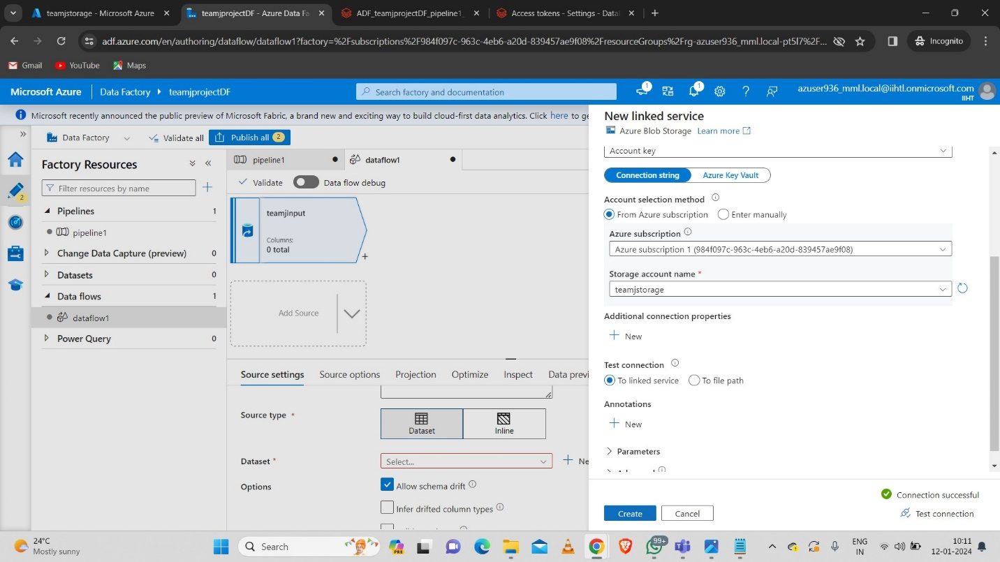 teamjstorage - Microsoft Azure
teamjprojectDF - Azure Data Fa
ADF_teamjprojectDF_pipeline1_
Access tokens - Settings - Data
adf.azure.com/en/authoring/dataflow/dataflow1?factory=%2Fsubscriptions%2F984f097c-963c-4eb6-a20d-839457ae9f08%2FresourceGroups%2Frg-azuser936_mml.local-pt5l7%2F...
Incognito
Gmail
YouTube
Maps
Microsoft Azure
Data Factory
teamjprojectDF
Search factory and documentation
1
1
azuser936_mml.local@iihtl.onmicrosoft.com
IIHT
Microsoft recently announced the public preview of Microsoft Fabric, a brand new and exciting way to build cloud-first data analytics. Click here to ge
Data Factory
Validate all
Publish all 2
2
Factory Resources
Filter resources by name
Pipelines 1
pipeline1
Change Data Capture (preview) 0
Datasets 0
Data flows 1
dataflow1
Power Query 0
pipeline1
dataflow1
Validate
Data flow debug
teamjinput
Columns:
0 total
+
Add Source
Source settings
Source options
Projection
Optimize
Inspect
Data previ
Source type *
Dataset
Inline
Dataset *
Select...
Ne
Options
Allow schema drift
Infer drifted column types
New linked service
Azure Blob Storage Learn more
Account key
Connection string
Azure Key Vault
Account selection method
From Azure subscription
Enter manually
Azure subscription
Azure subscription 1 (984f097c-963c-4eb6-a20d-839457ae9f08)
Storage account name *
teamjstorage
Additional connection properties
New
Test connection
To linked service
To file path
Annotations
New
Parameters
Connection successful
Create
Cancel
Test connection
24°C
Mostly sunny
Search
PRE
99+
ENG
IN
10:11
12-01-2024